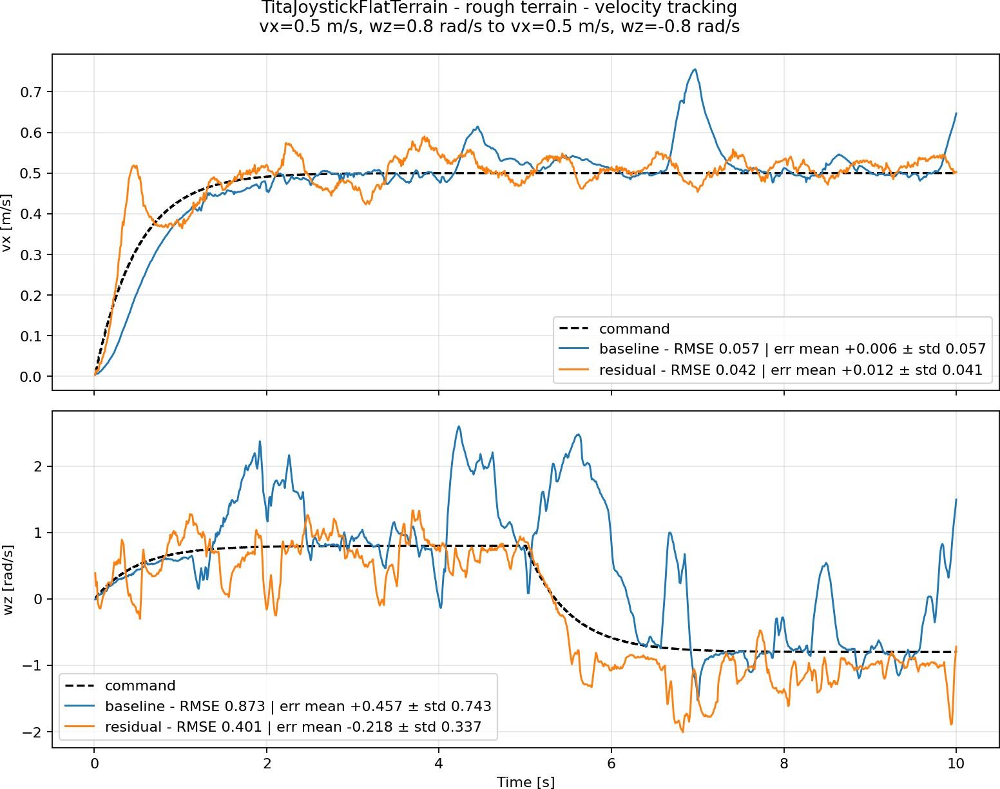 TitaJoystickFlatTerrain - rough terrain - velocity tracking
vx=0.5 m/s, wz=0.8 rad/s to vx=0.5 m/s, wz=-0.8 rad/s
vx [m/s]
0.7
0.6
0.5
0.4
0.3
0.2
0.1
0.0
command
baseline - RMSE 0.057 | err mean +0.006 ± std 0.057
residual - RMSE 0.042 | err mean +0.012 ± std 0.041
wz [rad/s]
2
1
0
−1
−2
command
baseline - RMSE 0.873 | err mean +0.457 ± std 0.743
residual - RMSE 0.401 | err mean -0.218 ± std 0.337
0 2 4 6 8 10
Time [s]